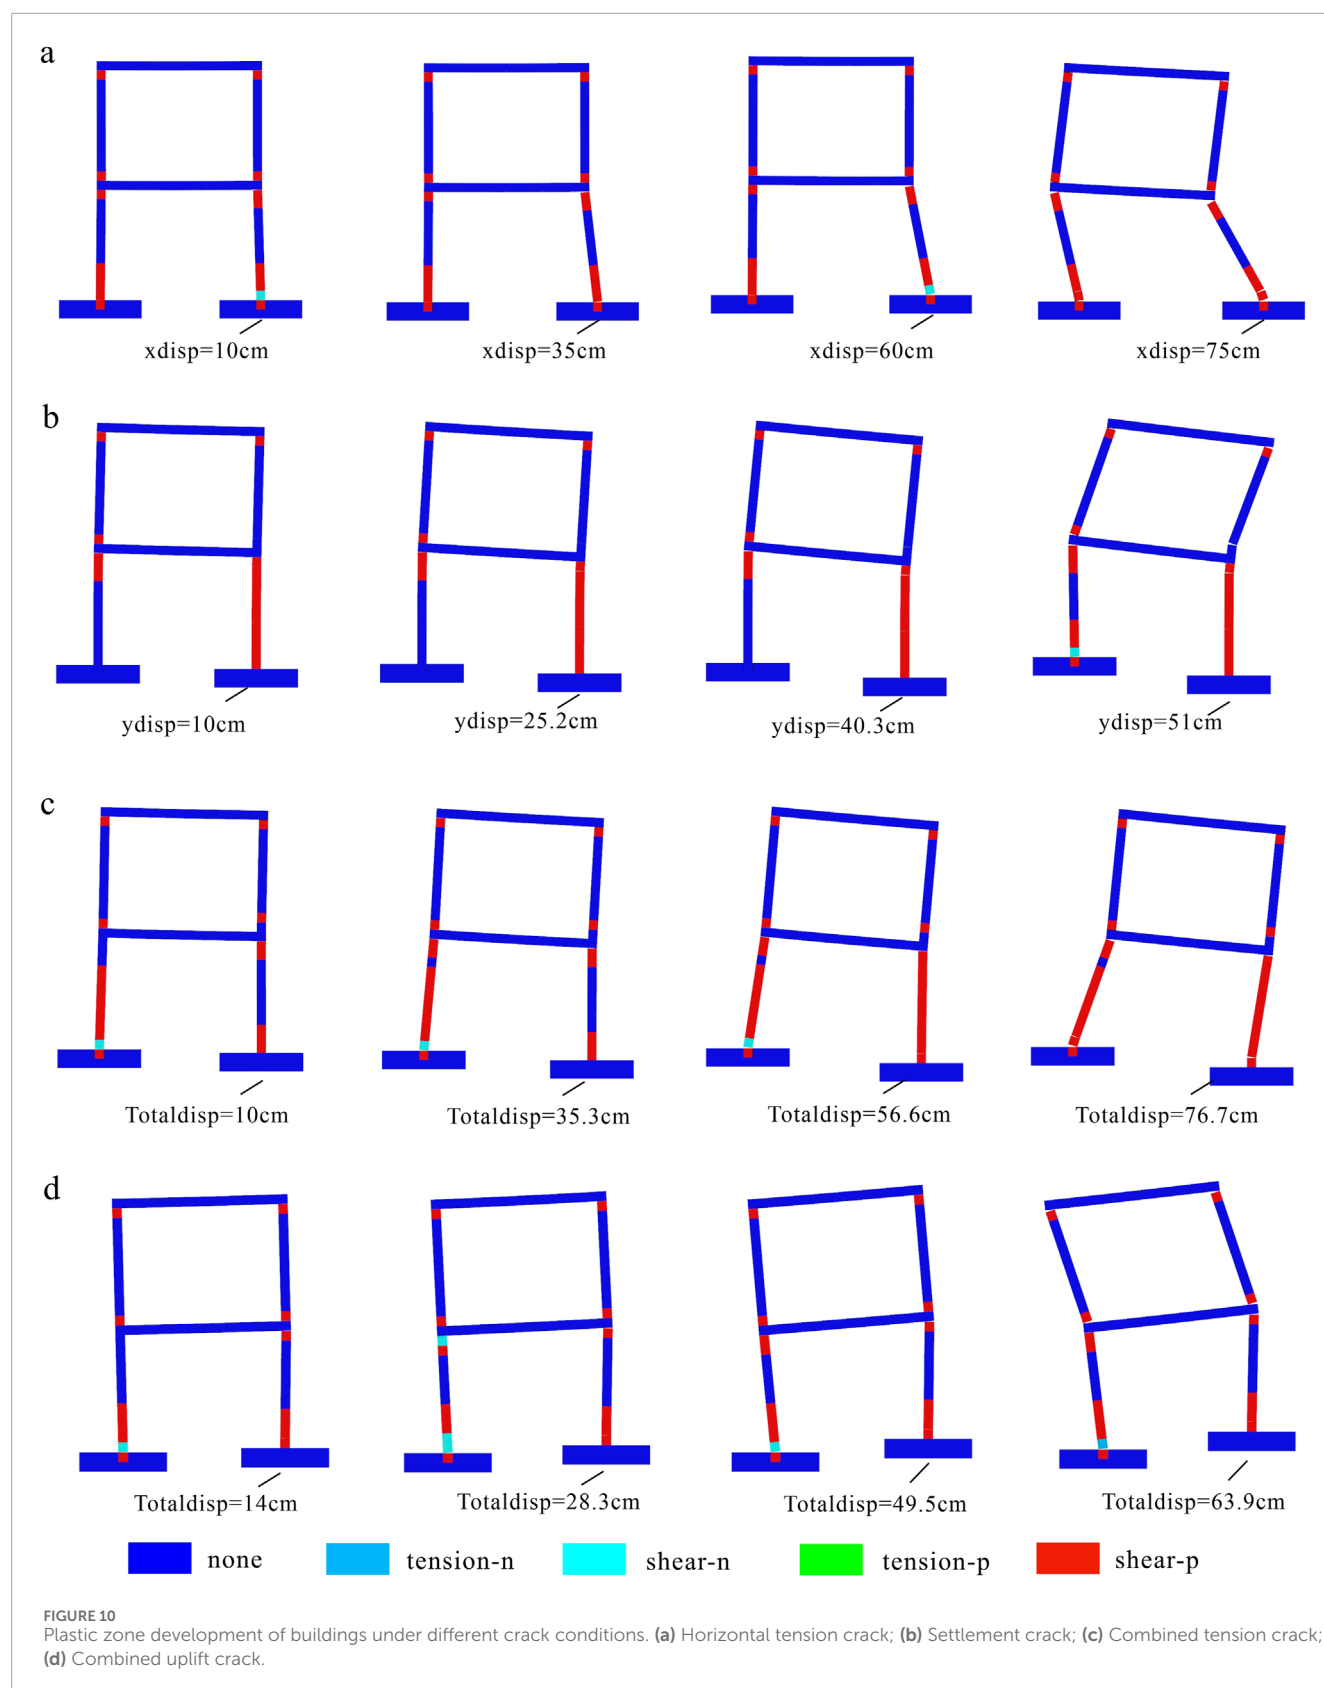 a
xdisp=10cm
xdisp=35cm
xdisp=60cm
xdisp=75cm
b
ydisp=10cm
ydisp=25.2cm
ydisp=40.3cm
ydisp=51cm
c
Totaldisp=10cm
Totaldisp=35.3cm
Totaldisp=56.6cm
Totaldisp=76.7cm
d
Totaldisp=14cm
Totaldisp=28.3cm
Totaldisp=49.5cm
Totaldisp=63.9cm
none
tension-n
shear-n
tension-p
shear-p
FIGURE 10
Plastic zone development of buildings under different crack conditions. (a) Horizontal tension crack; (b) Settlement crack; (c) Combined tension crack;
(d) Combined uplift crack.